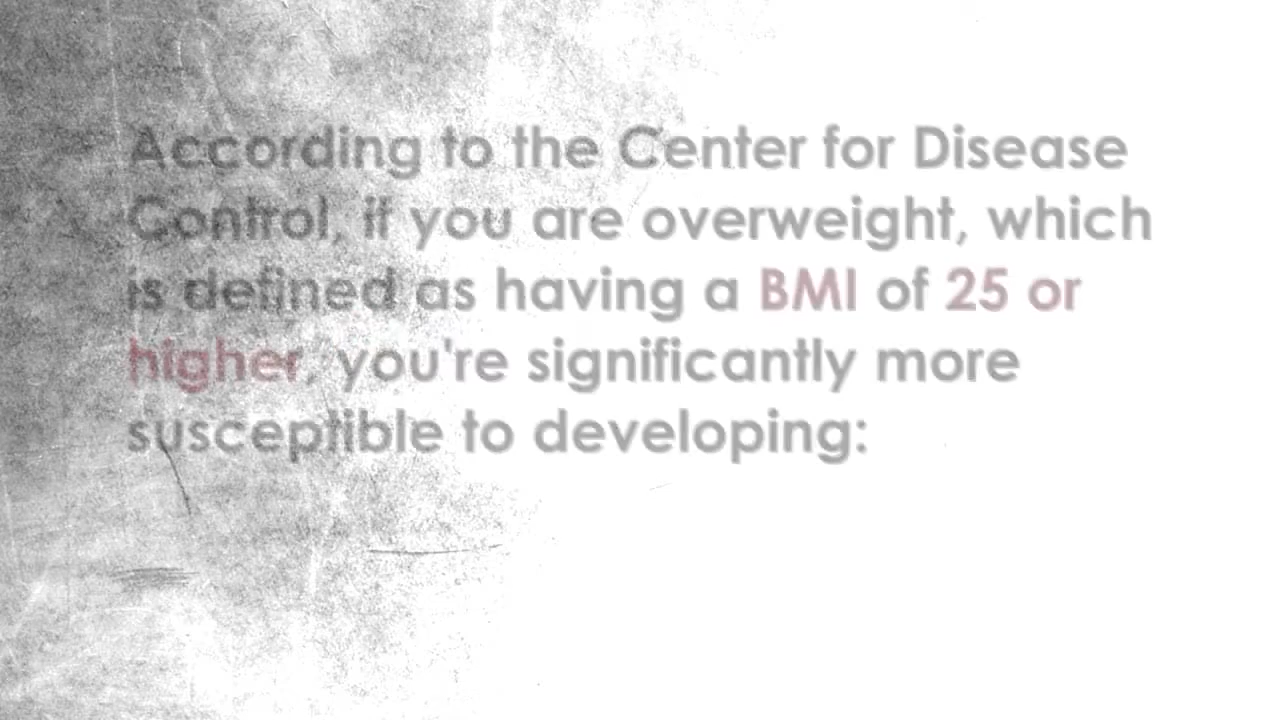 According to the Center for Disease
Control, if you are overweight, which
is defined as having a BMI of 25 or
higher, you're significantly more
susceptible to developing: